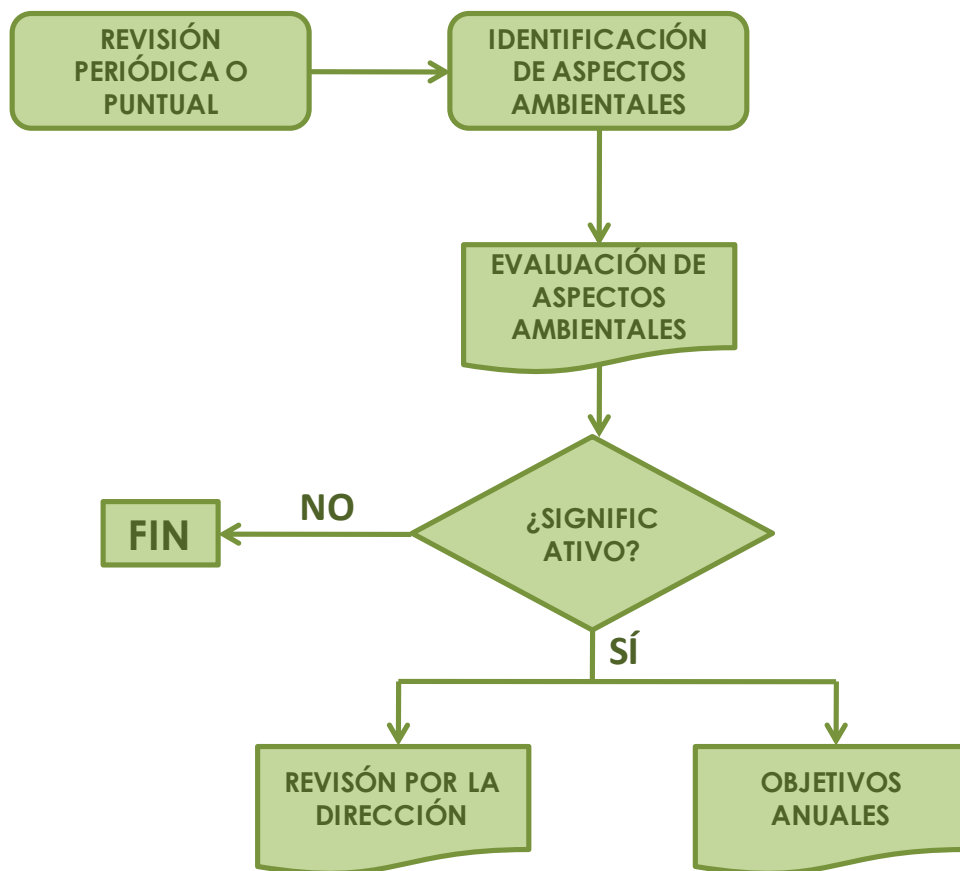 REVISIÓN
PERIÓDICA O
PUNTUAL
IDENTIFICACIÓN
DE ASPECTOS
AMBIENTALES
EVALUACIÓN DE
ASPECTOS
AMBIENTALES
¿SIGNIFIC
ATIVO?
NO
FIN
SÍ
REVISÓN POR LA
DIRECCIÓN
OBJETIVOS
ANUALES